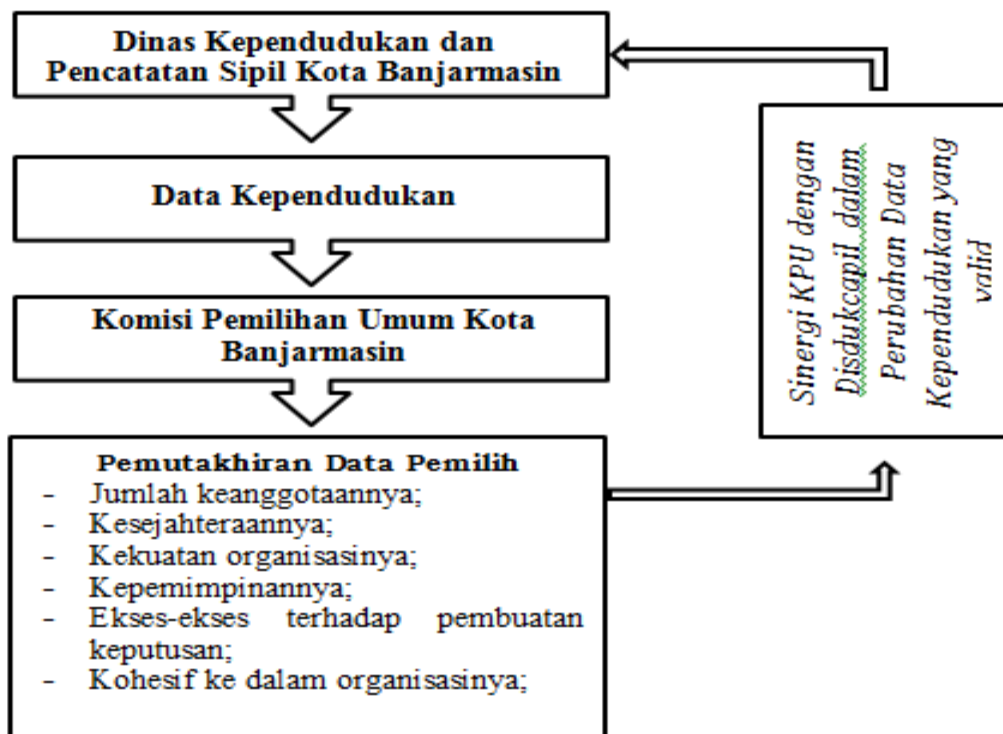 Dinas Kependudukan dan
Pencatatan Sipil Kota Banjarmasin
Data Kependudukan
Komisi Pemilihan Umum Kota
Banjarmasin
Pemutakhiran Data Pemilih
- Jumlah keanggotaannya;
- Kesejahteraannya;
- Kekuatan organisasinya;
- Kepemimpinannya;
- Ekses-ekses terhadap pembuatan
keputusan;
- Kohesif ke dalam organisasinya;
Sinergi KPU dengan
Disdukcapil dalam
Perubahan Data
Kependudukan yang
valid